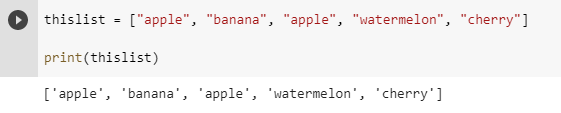 thislist = ["apple", "banana", "apple", "watermelon", "cherry"]
print(thislist)
['apple', 'banana', 'apple', 'watermelon', 'cherry']